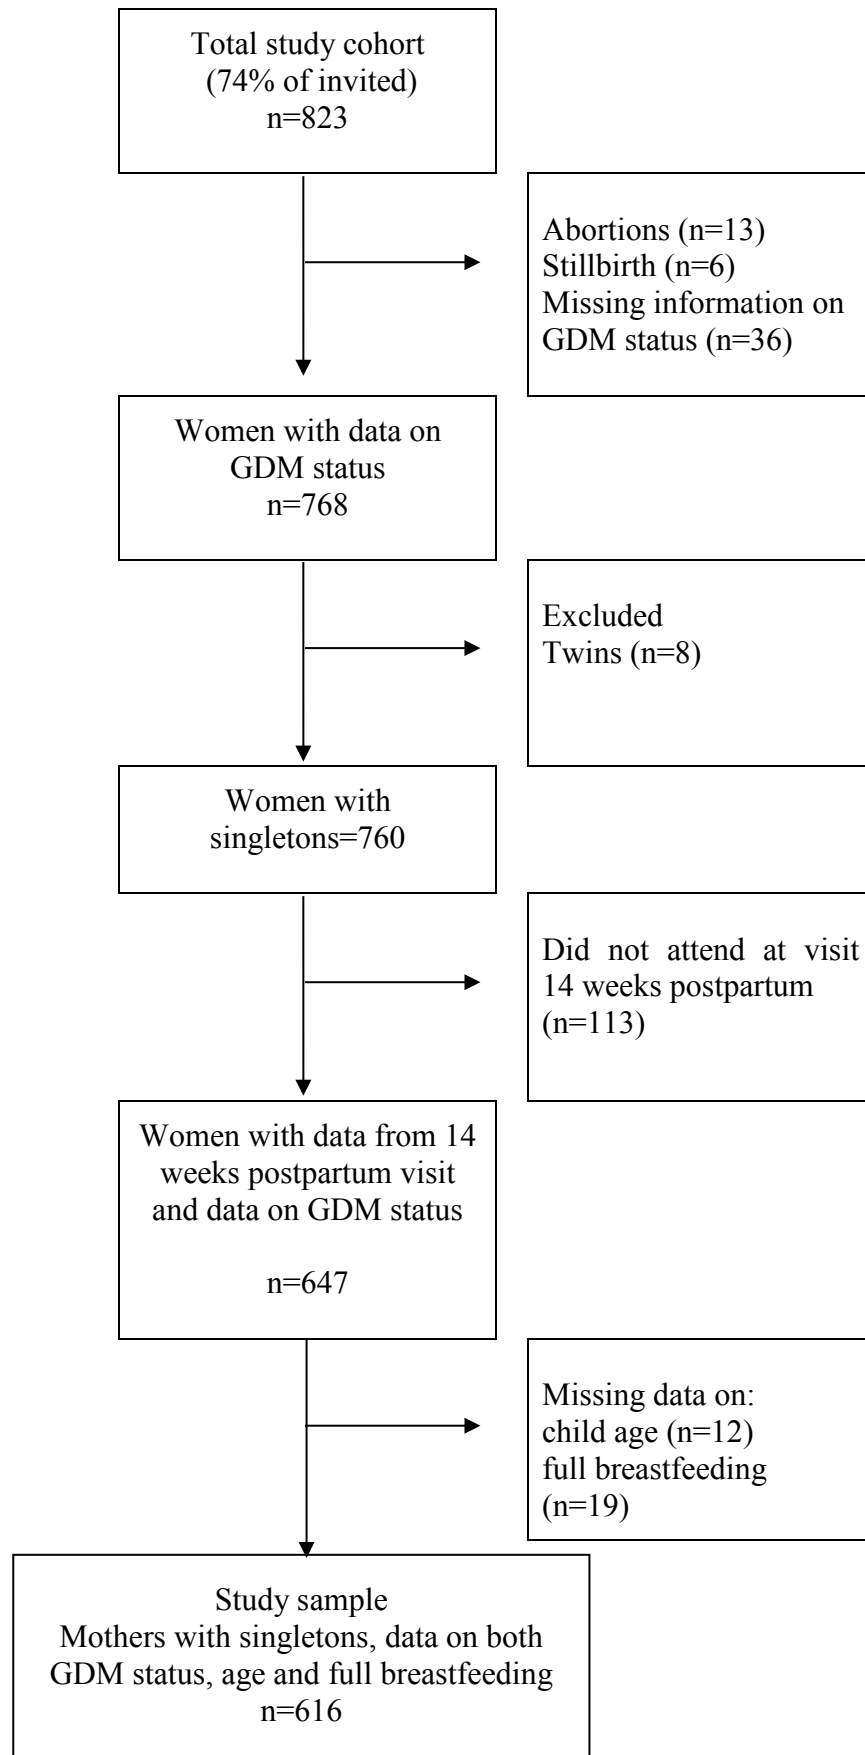 Total study cohort
(74% of invited)
n=823
Abortions (n=13)
Stillbirth (n=6)
Missing information on
GDM status (n=36)
Women with data on
GDM status
n=768
Excluded
Twins (n=8)
Women with
singletons=760
Did not attend at visit
14 weeks postpartum
(n=113)
Women with data from 14
weeks postpartum visit
and data on GDM status
n=647
Missing data on:
child age (n=12)
full breastfeeding
(n=19)
Study sample
Mothers with singletons, data on both
GDM status, age and full breastfeeding
n=616